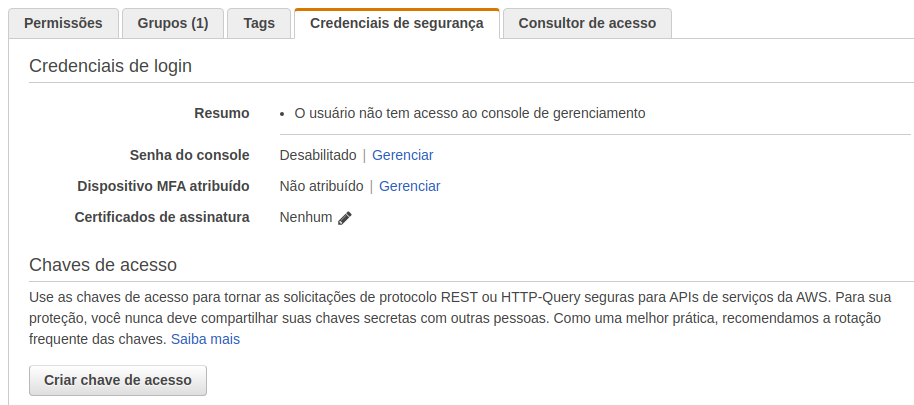 Permissões Grupos (1) Tags Credenciais de segurança Consultor de acesso
Credenciais de login
Resumo • O usuário não tem acesso ao console de gerenciamento
Senha do console Desabilitado | Gerenciar
Dispositivo MFA atribuído Não atribuído | Gerenciar
Certificados de assinatura Nenhum
Chaves de acesso
Use as chaves de acesso para tornar as solicitações de protocolo REST ou HTTP-Query seguras para APIs de serviços da AWS. Para sua
proteção, você nunca deve compartilhar suas chaves secretas com outras pessoas. Como uma melhor prática, recomendamos a rotação
frequente das chaves. Saiba mais
Criar chave de acesso